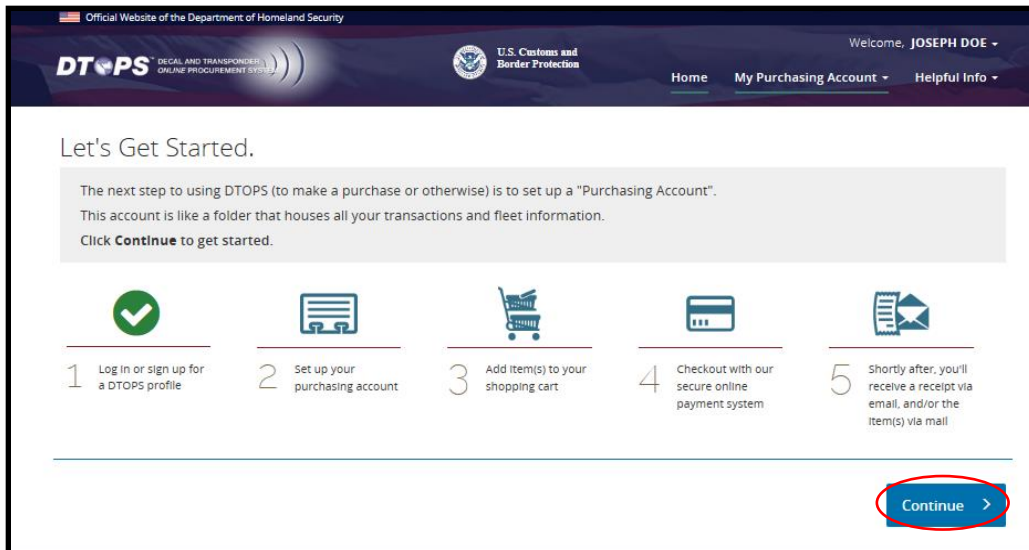 Official Website of the Department of Homeland Security
Welcome, JOSEPH DOE
DTOPS DECAL AND TRANSPONDER
ONLINE PROCUREMENT SYSTEM
U.S. Customs and
Border Protection
Home My Purchasing Account Helpful Info
Let's Get Started.
The next step to using DTOPS (to make a purchase or otherwise) is to set up a "Purchasing Account".
This account is like a folder that houses all your transactions and fleet information.
Click Continue to get started.
1 Log in or sign up for
a DTOPS profile
2 Set up your
purchasing account
3 Add item(s) to your
shopping cart
4 Checkout with our
secure online
payment system
5 Shortly after, you'll
receive a receipt via
email, and/or the
item(s) via mail
Continue >